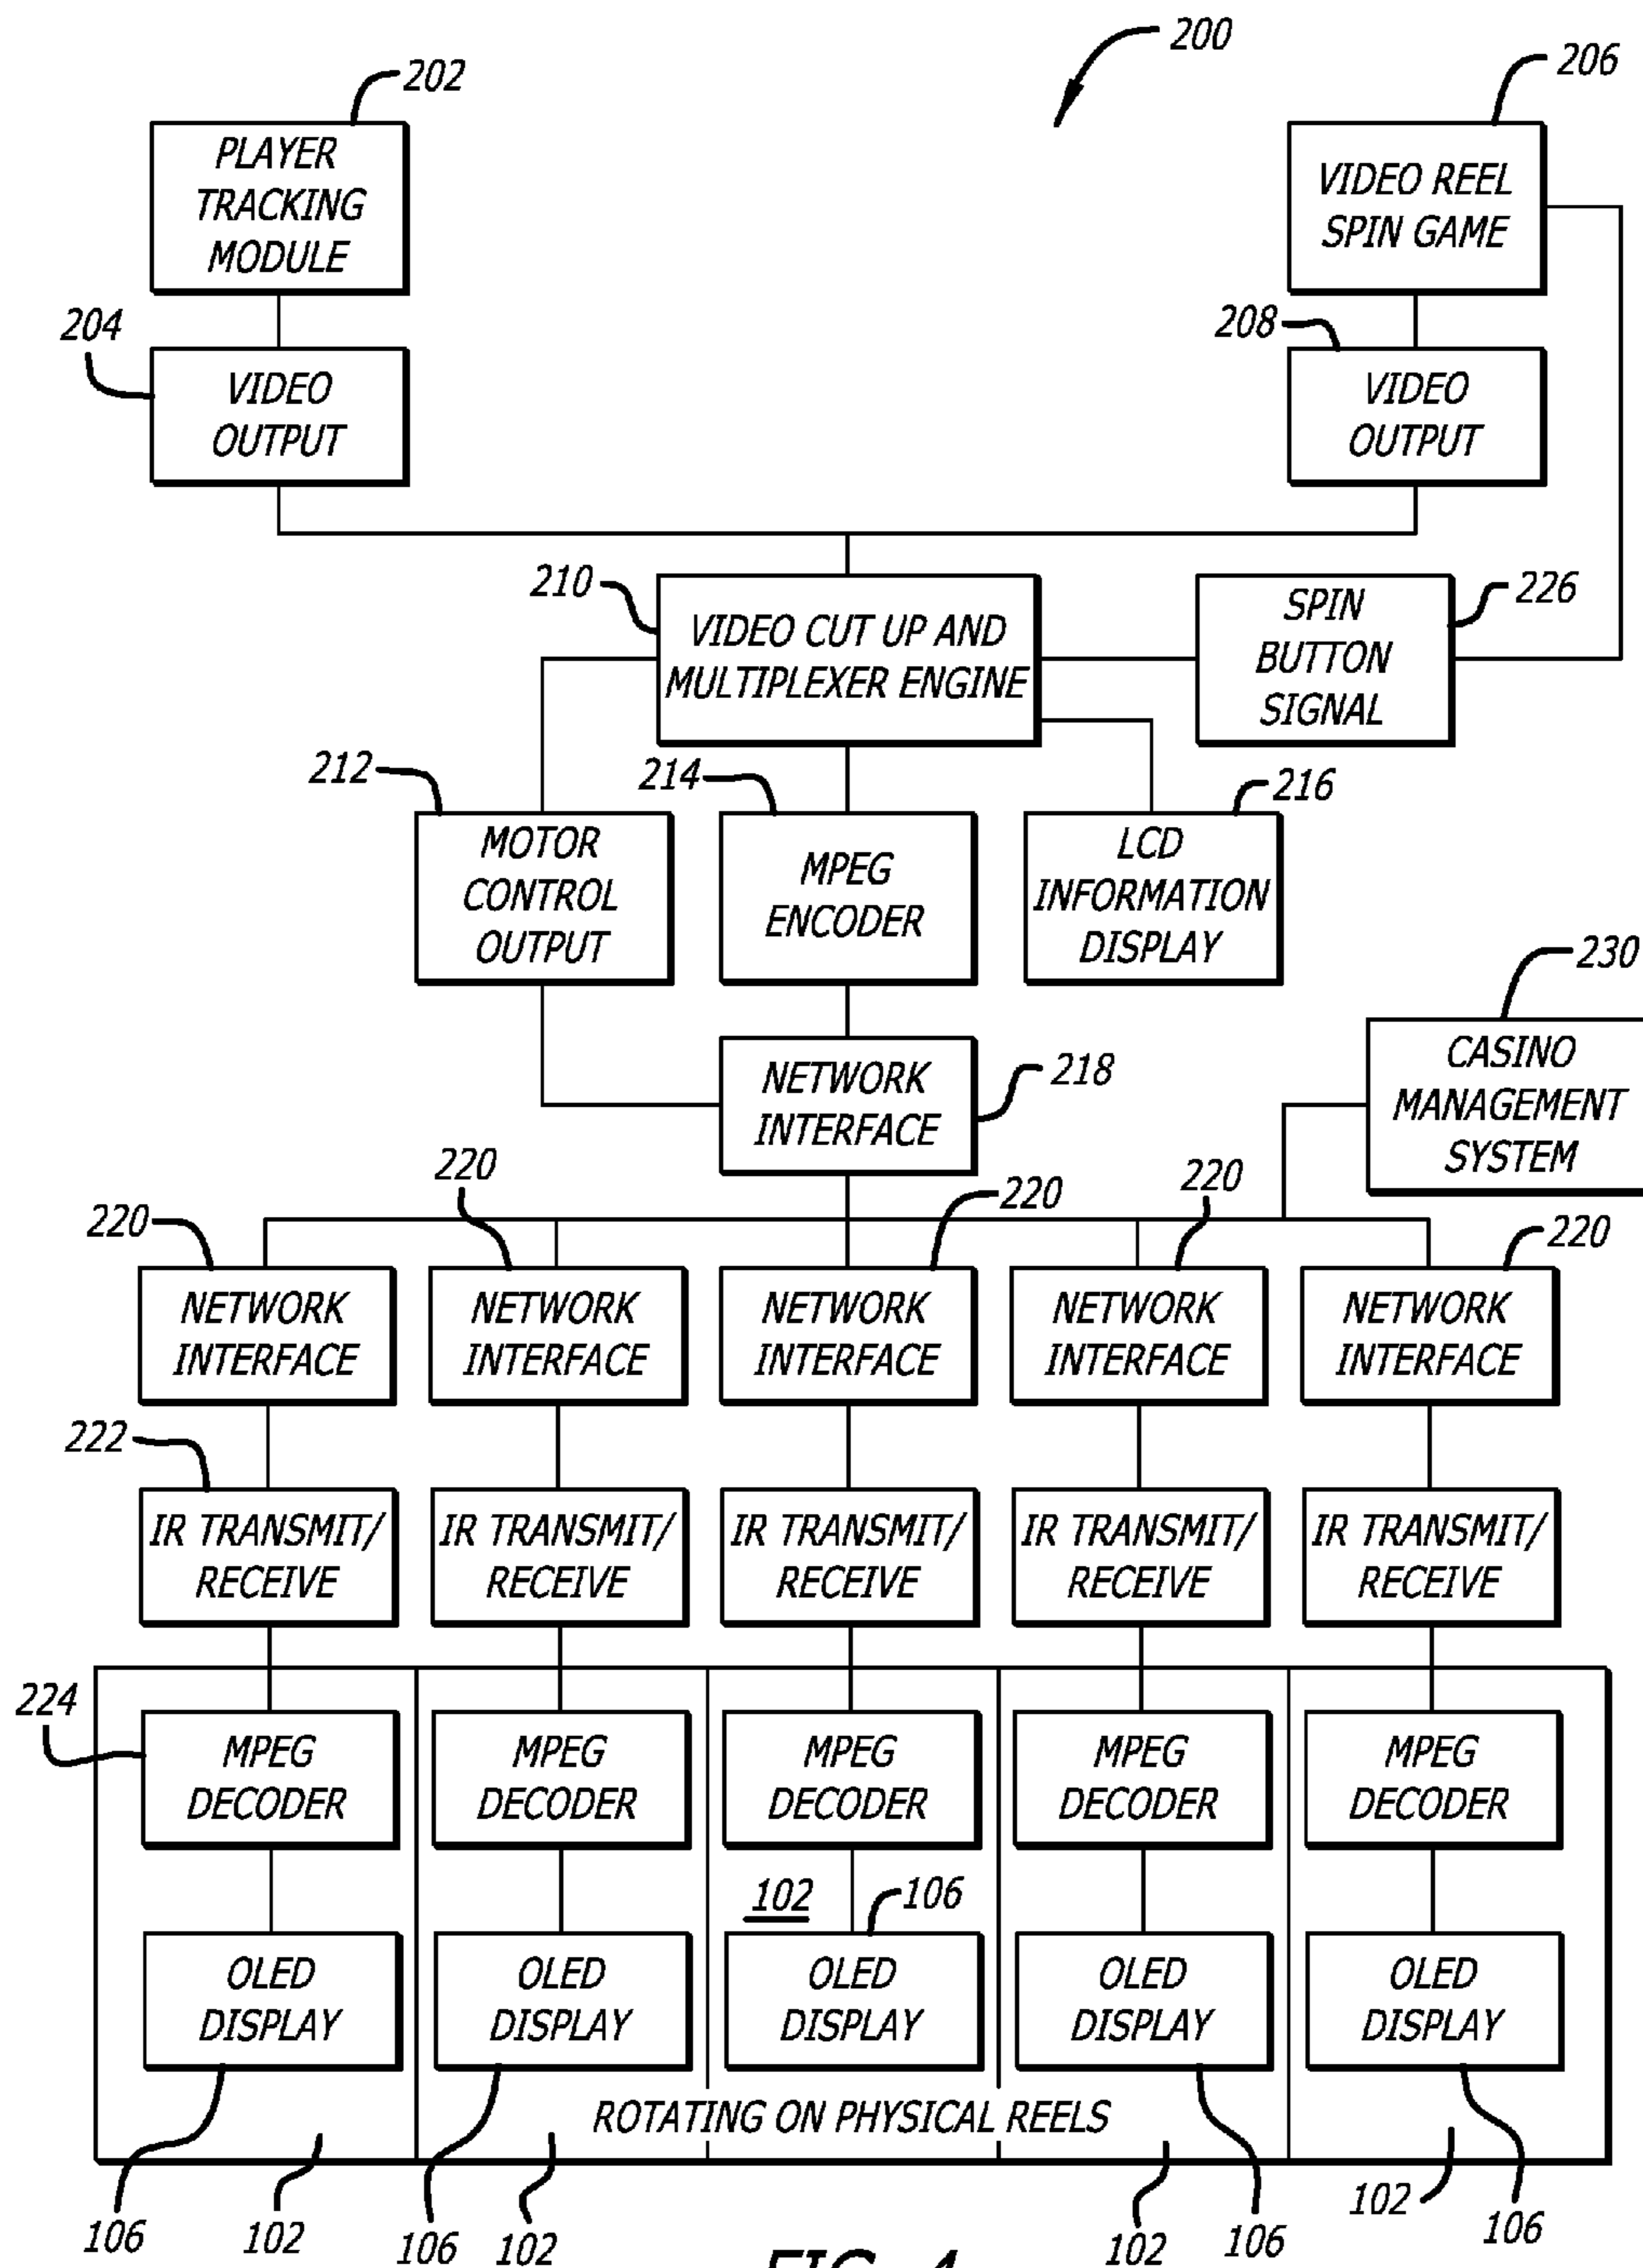 200
202
206
PLAYER
TRACKING
MODULE
VIDEO REEL
SPIN GAME
204
208
VIDEO
OUTPUT
VIDEO
OUTPUT
210
VIDEO CUT UP AND
MULTIPLEXER ENGINE
SPIN
BUTTON
SIGNAL
226
212
214
216
MOTOR
CONTROL
OUTPUT
MPEG
ENCODER
LCD
INFORMATION
DISPLAY
230
CASINO
MANAGEMENT
SYSTEM
NETWORK
INTERFACE
218
220
220
220
220
220
NETWORK
INTERFACE
NETWORK
INTERFACE
NETWORK
INTERFACE
NETWORK
INTERFACE
NETWORK
INTERFACE
222
IR TRANSMIT/
RECEIVE
IR TRANSMIT/
RECEIVE
IR TRANSMIT/
RECEIVE
IR TRANSMIT/
RECEIVE
IR TRANSMIT/
RECEIVE
224
MPEG
DECODER
MPEG
DECODER
MPEG
DECODER
MPEG
DECODER
MPEG
DECODER
102
106
OLED
DISPLAY
OLED
DISPLAY
OLED
DISPLAY
OLED
DISPLAY
OLED
DISPLAY
ROTATING ON PHYSICAL REELS
106
102
106
102
102
106
102
106
FIG. 4